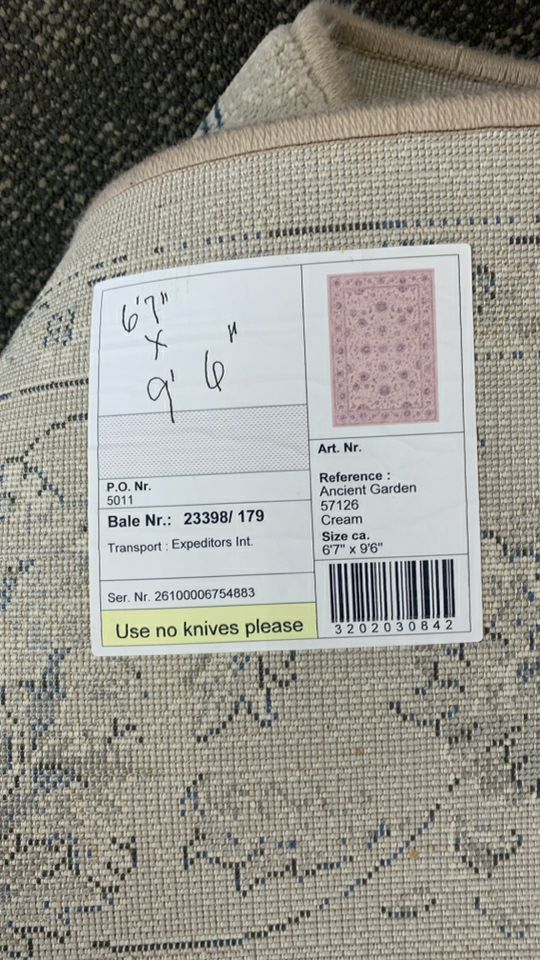 6'7"
x
9' 6"
P.O. Nr.
5011
Bale Nr.: 23398/ 179
Transport : Expeditors Int.
Ser. Nr. 26100006754883
Use no knives please
Art. Nr.
Reference :
Ancient Garden
57126
Cream
Size ca.
6'7" x 9'6"
3202030842